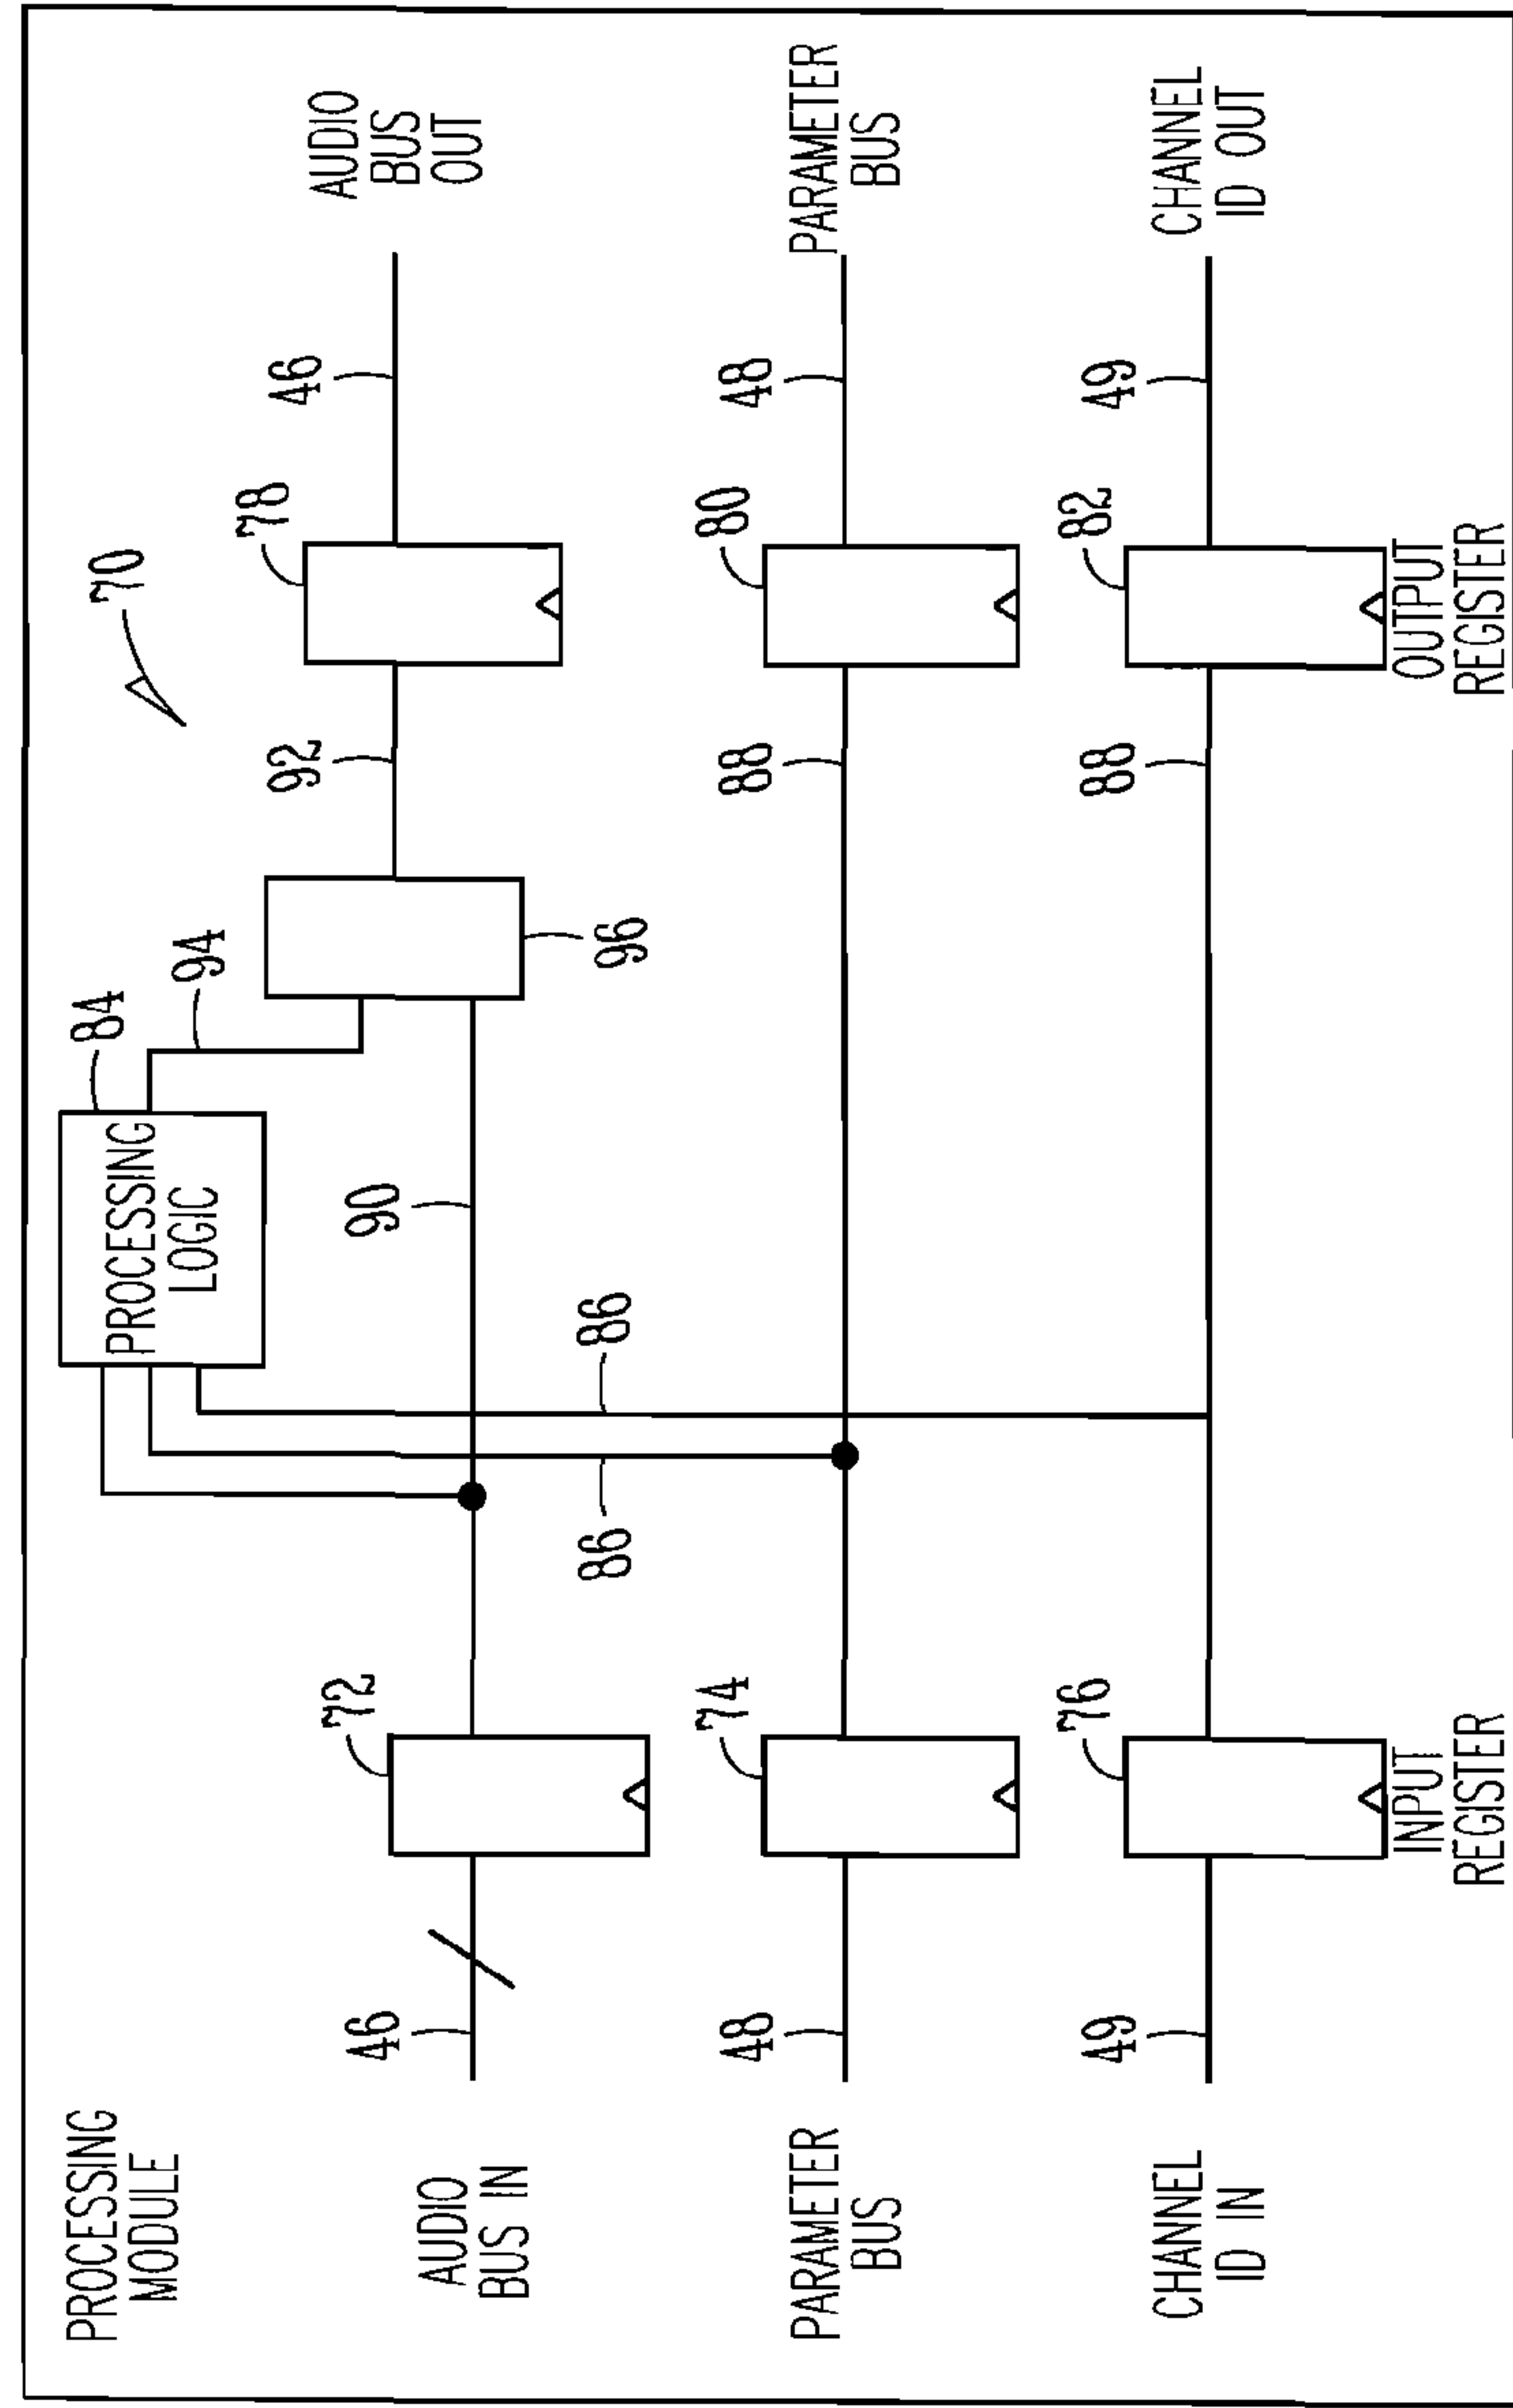 PROCESSING
MODULE
70
84
PROCESSING
LOGIC
94
78
46
AUDIO
BUS
OUT
92
96
AUDIO
BUS IN
46
72
90
86
86
PARAMETER
BUS
48
74
88
80
48
PARAMETER
BUS
CHANNEL
ID IN
49
76
88
82
49
CHANNEL
ID OUT
INPUT
REGISTER
OUTPUT
REGISTER